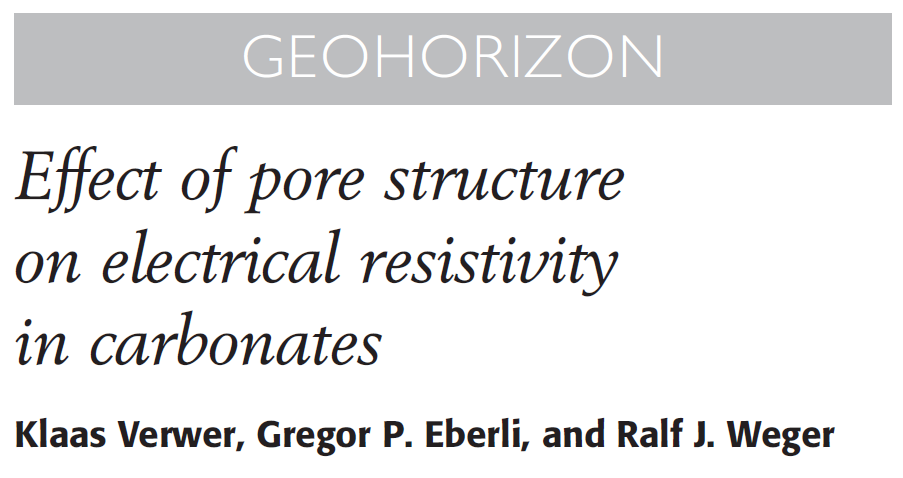 GEOHORIZON
Effect of pore structure
on electrical resistivity
in carbonates
Klaas Verwer, Gregor P. Eberli, and Ralf J. Weger